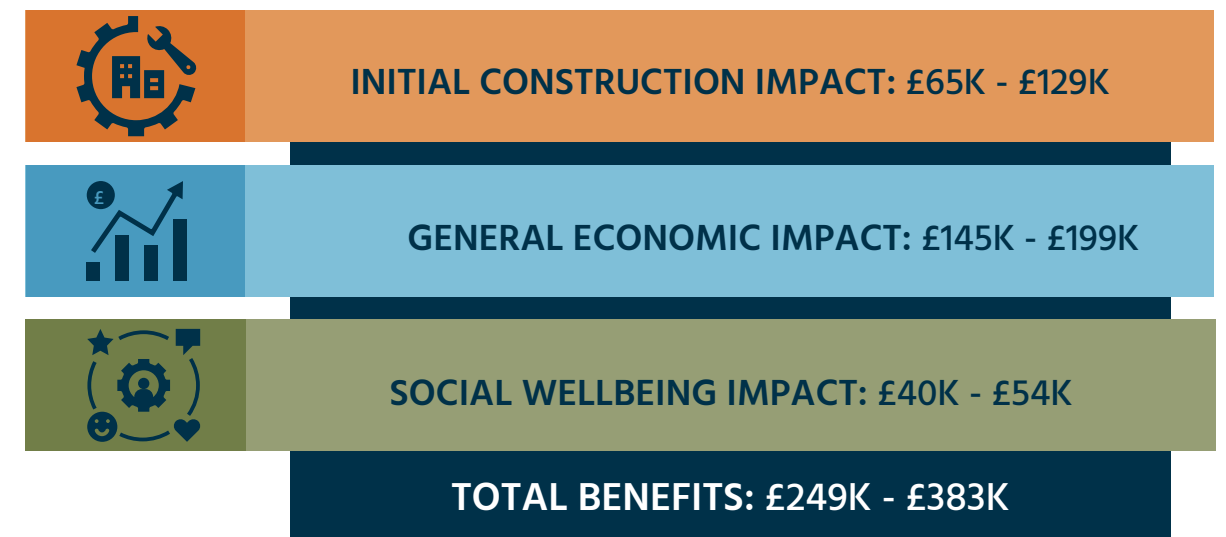 INITIAL CONSTRUCTION IMPACT: £65K - £129K
£
GENERAL ECONOMIC IMPACT: £145K - £199K
SOCIAL WELLBEING IMPACT: £40K - £54K
TOTAL BENEFITS: £249K - £383K